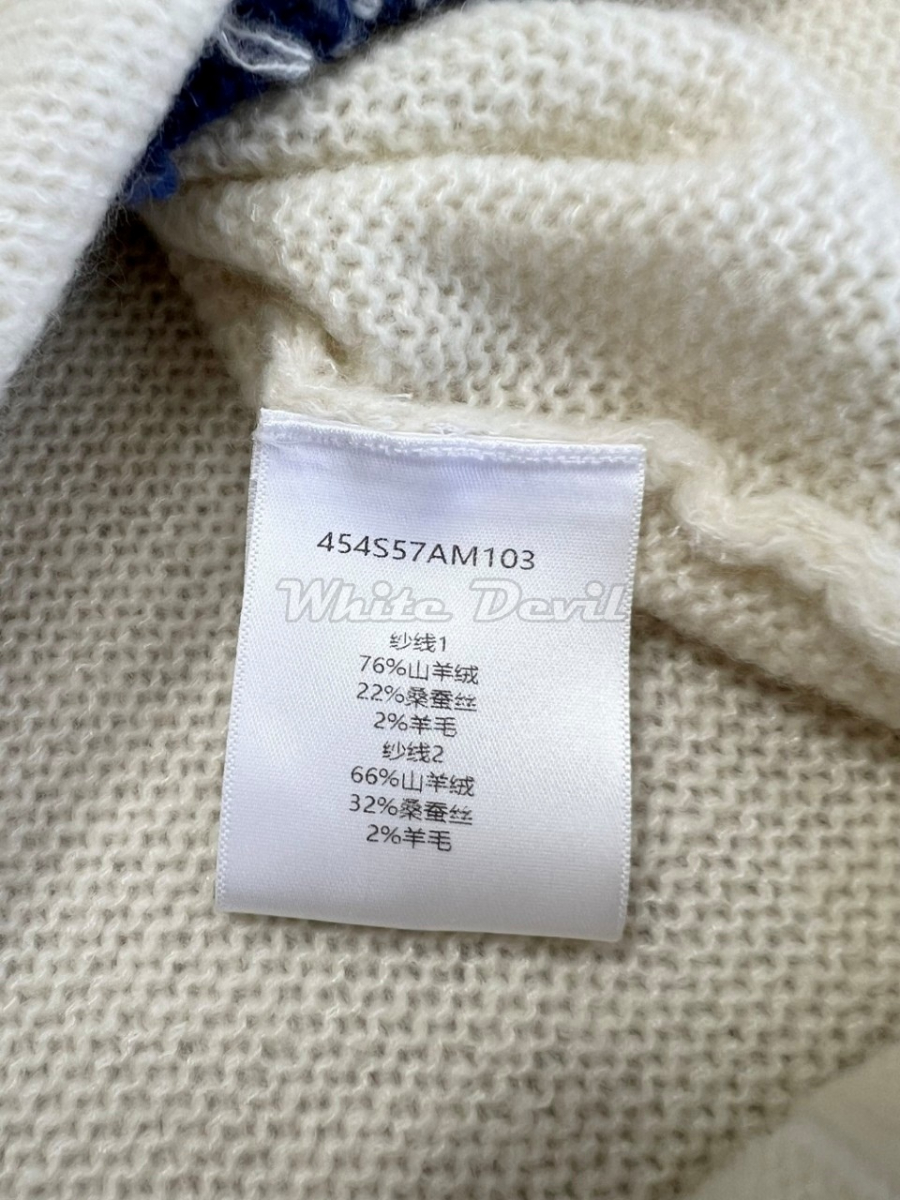 454S57AM103
White Devil
纱线1
76%山羊绒
22%桑蚕丝
2%羊毛
纱线2
66%山羊绒
32%桑蚕丝
2%羊毛